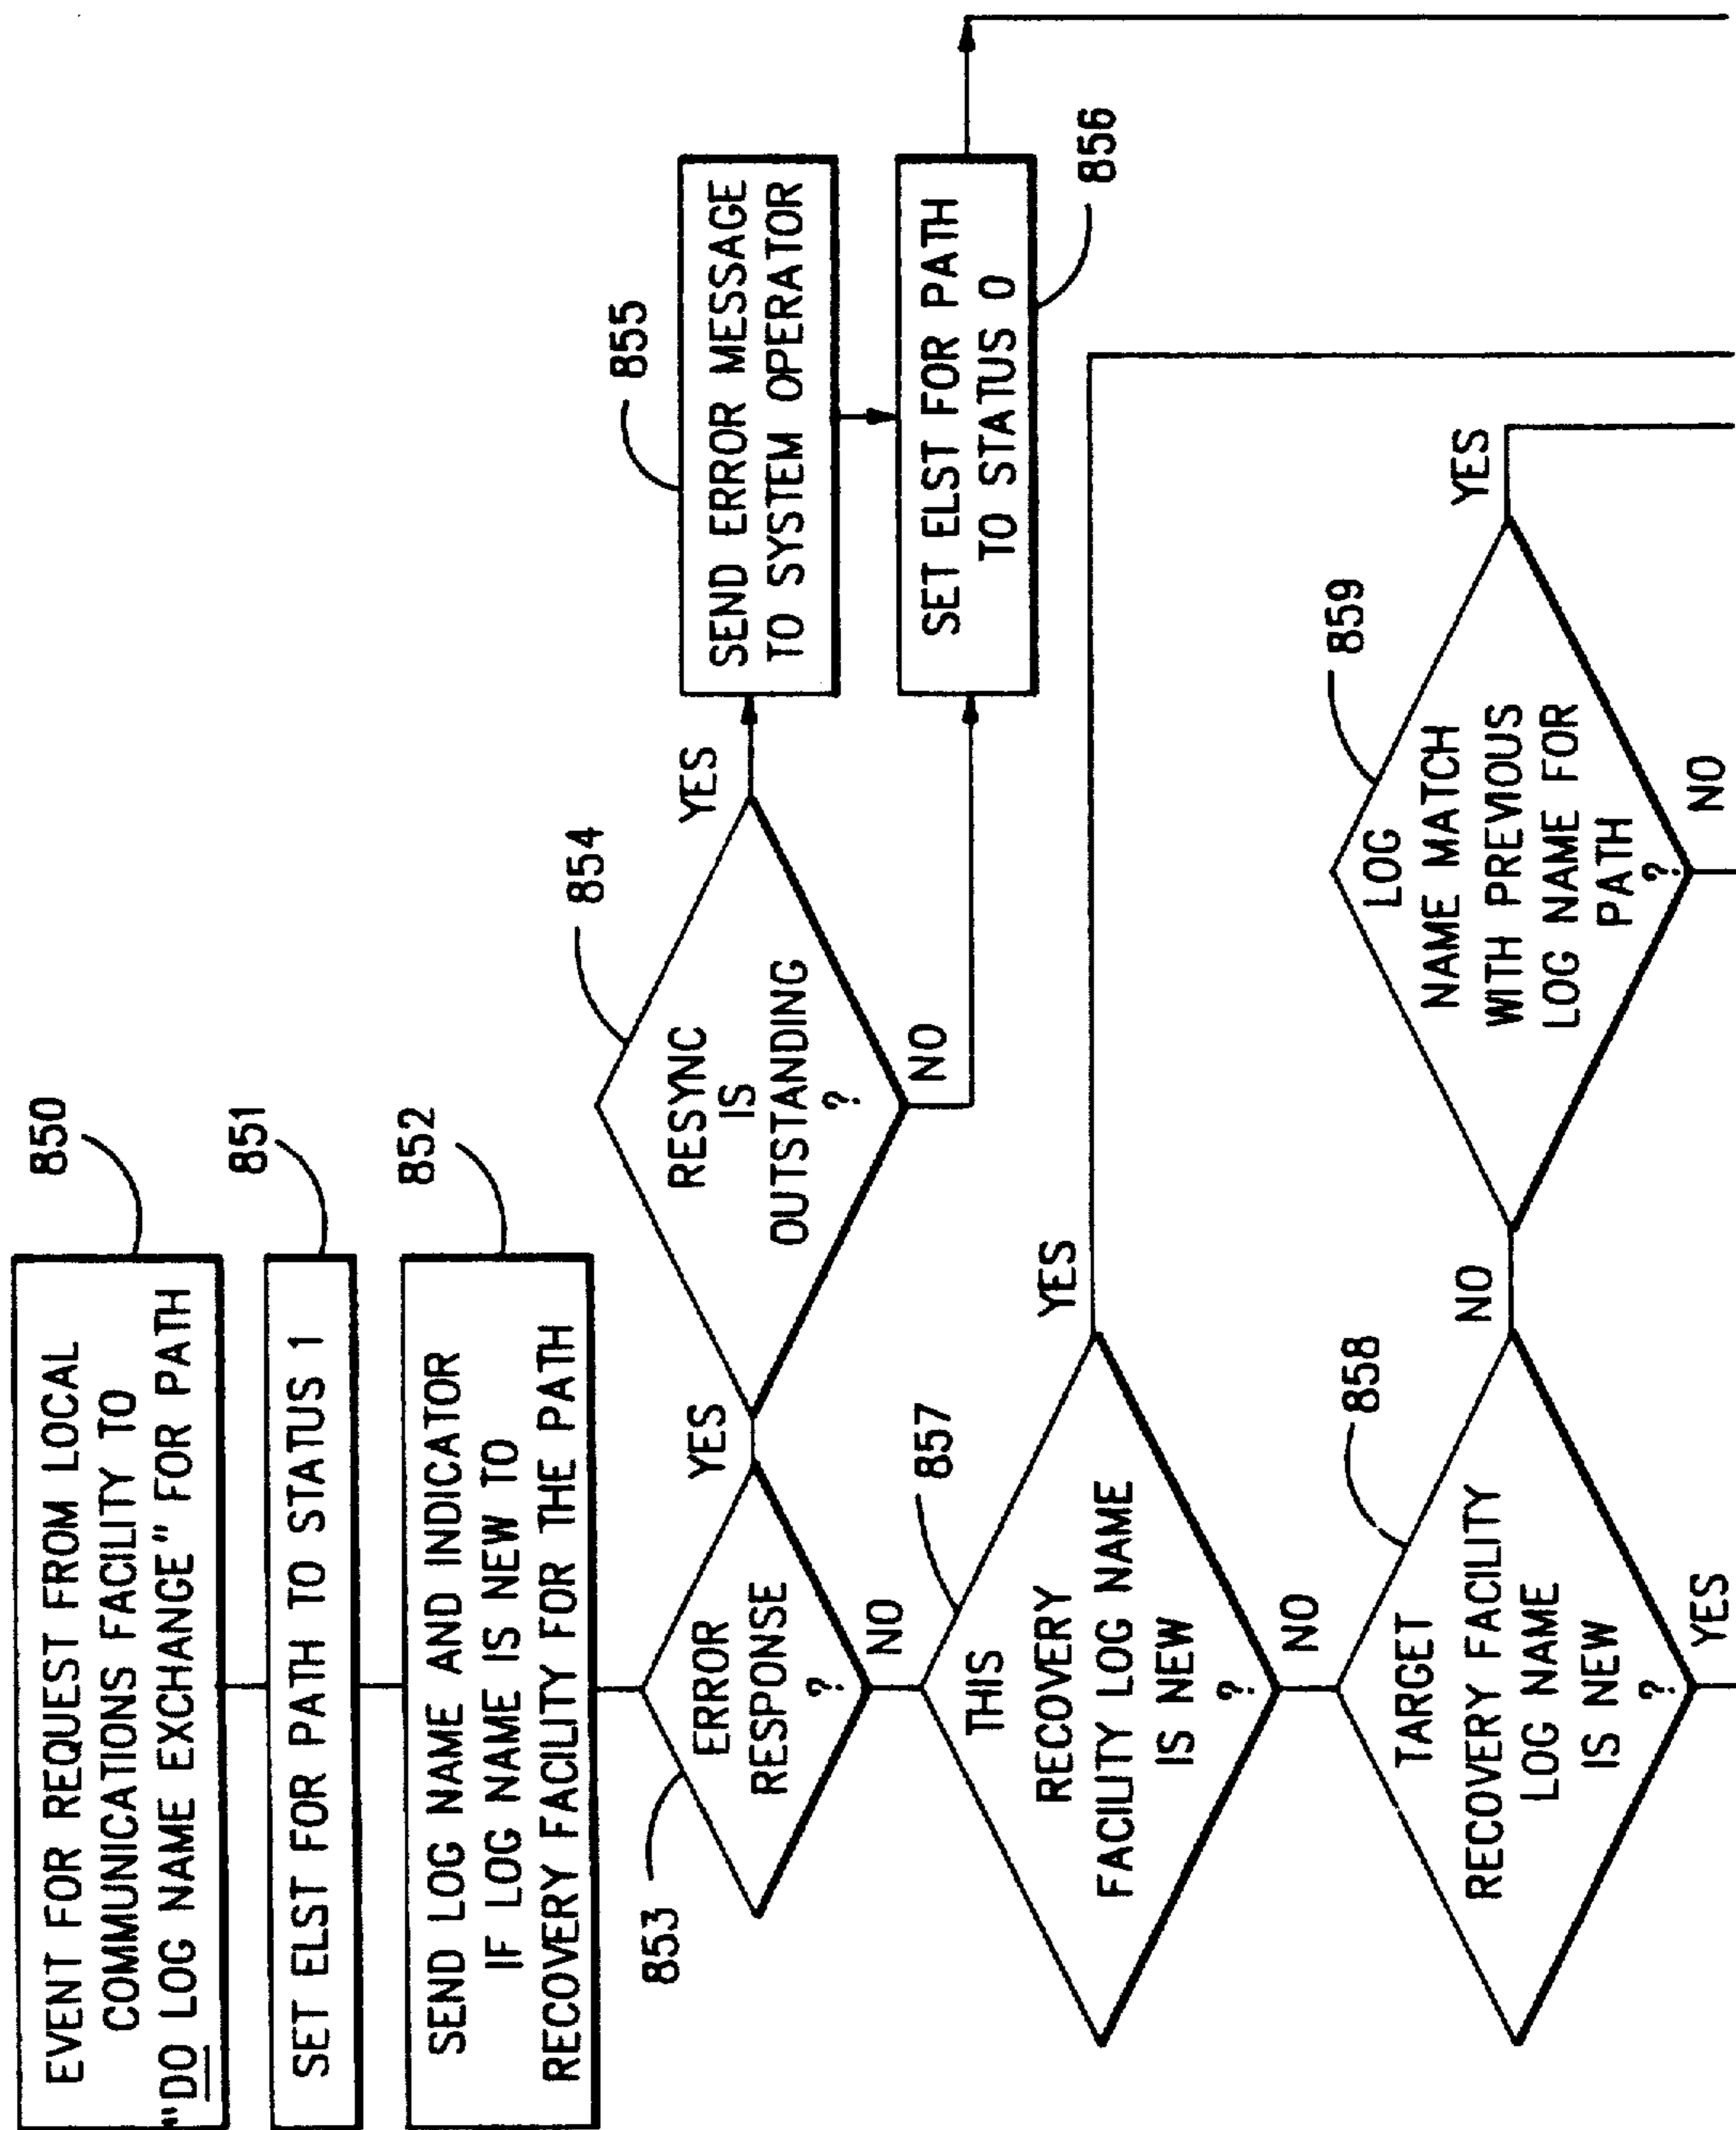 850
EVENT FOR REQUEST FROM LOCAL
COMMUNICATIONS FACILITY TO
"DO LOG NAME EXCHANGE" FOR PATH
851
SET ELST FOR PATH TO STATUS 1
852
SEND LOG NAME AND INDICATOR
IF LOG NAME IS NEW TO
RECOVERY FACILITY FOR THE PATH
853
ERROR
RESPONSE
?
YES
NO
854
RESYNC
IS
OUTSTANDING
?
YES
NO
855
SEND ERROR MESSAGE
TO SYSTEM OPERATOR
SET ELST FOR PATH
TO STATUS 0
856
857
THIS
RECOVERY
FACILITY LOG NAME
IS NEW
?
YES
NO
858
TARGET
RECOVERY FACILITY
LOG NAME
IS NEW
?
NO
YES
859
LOG
NAME MATCH
WITH PREVIOUS
LOG NAME FOR
PATH
?
YES
NO